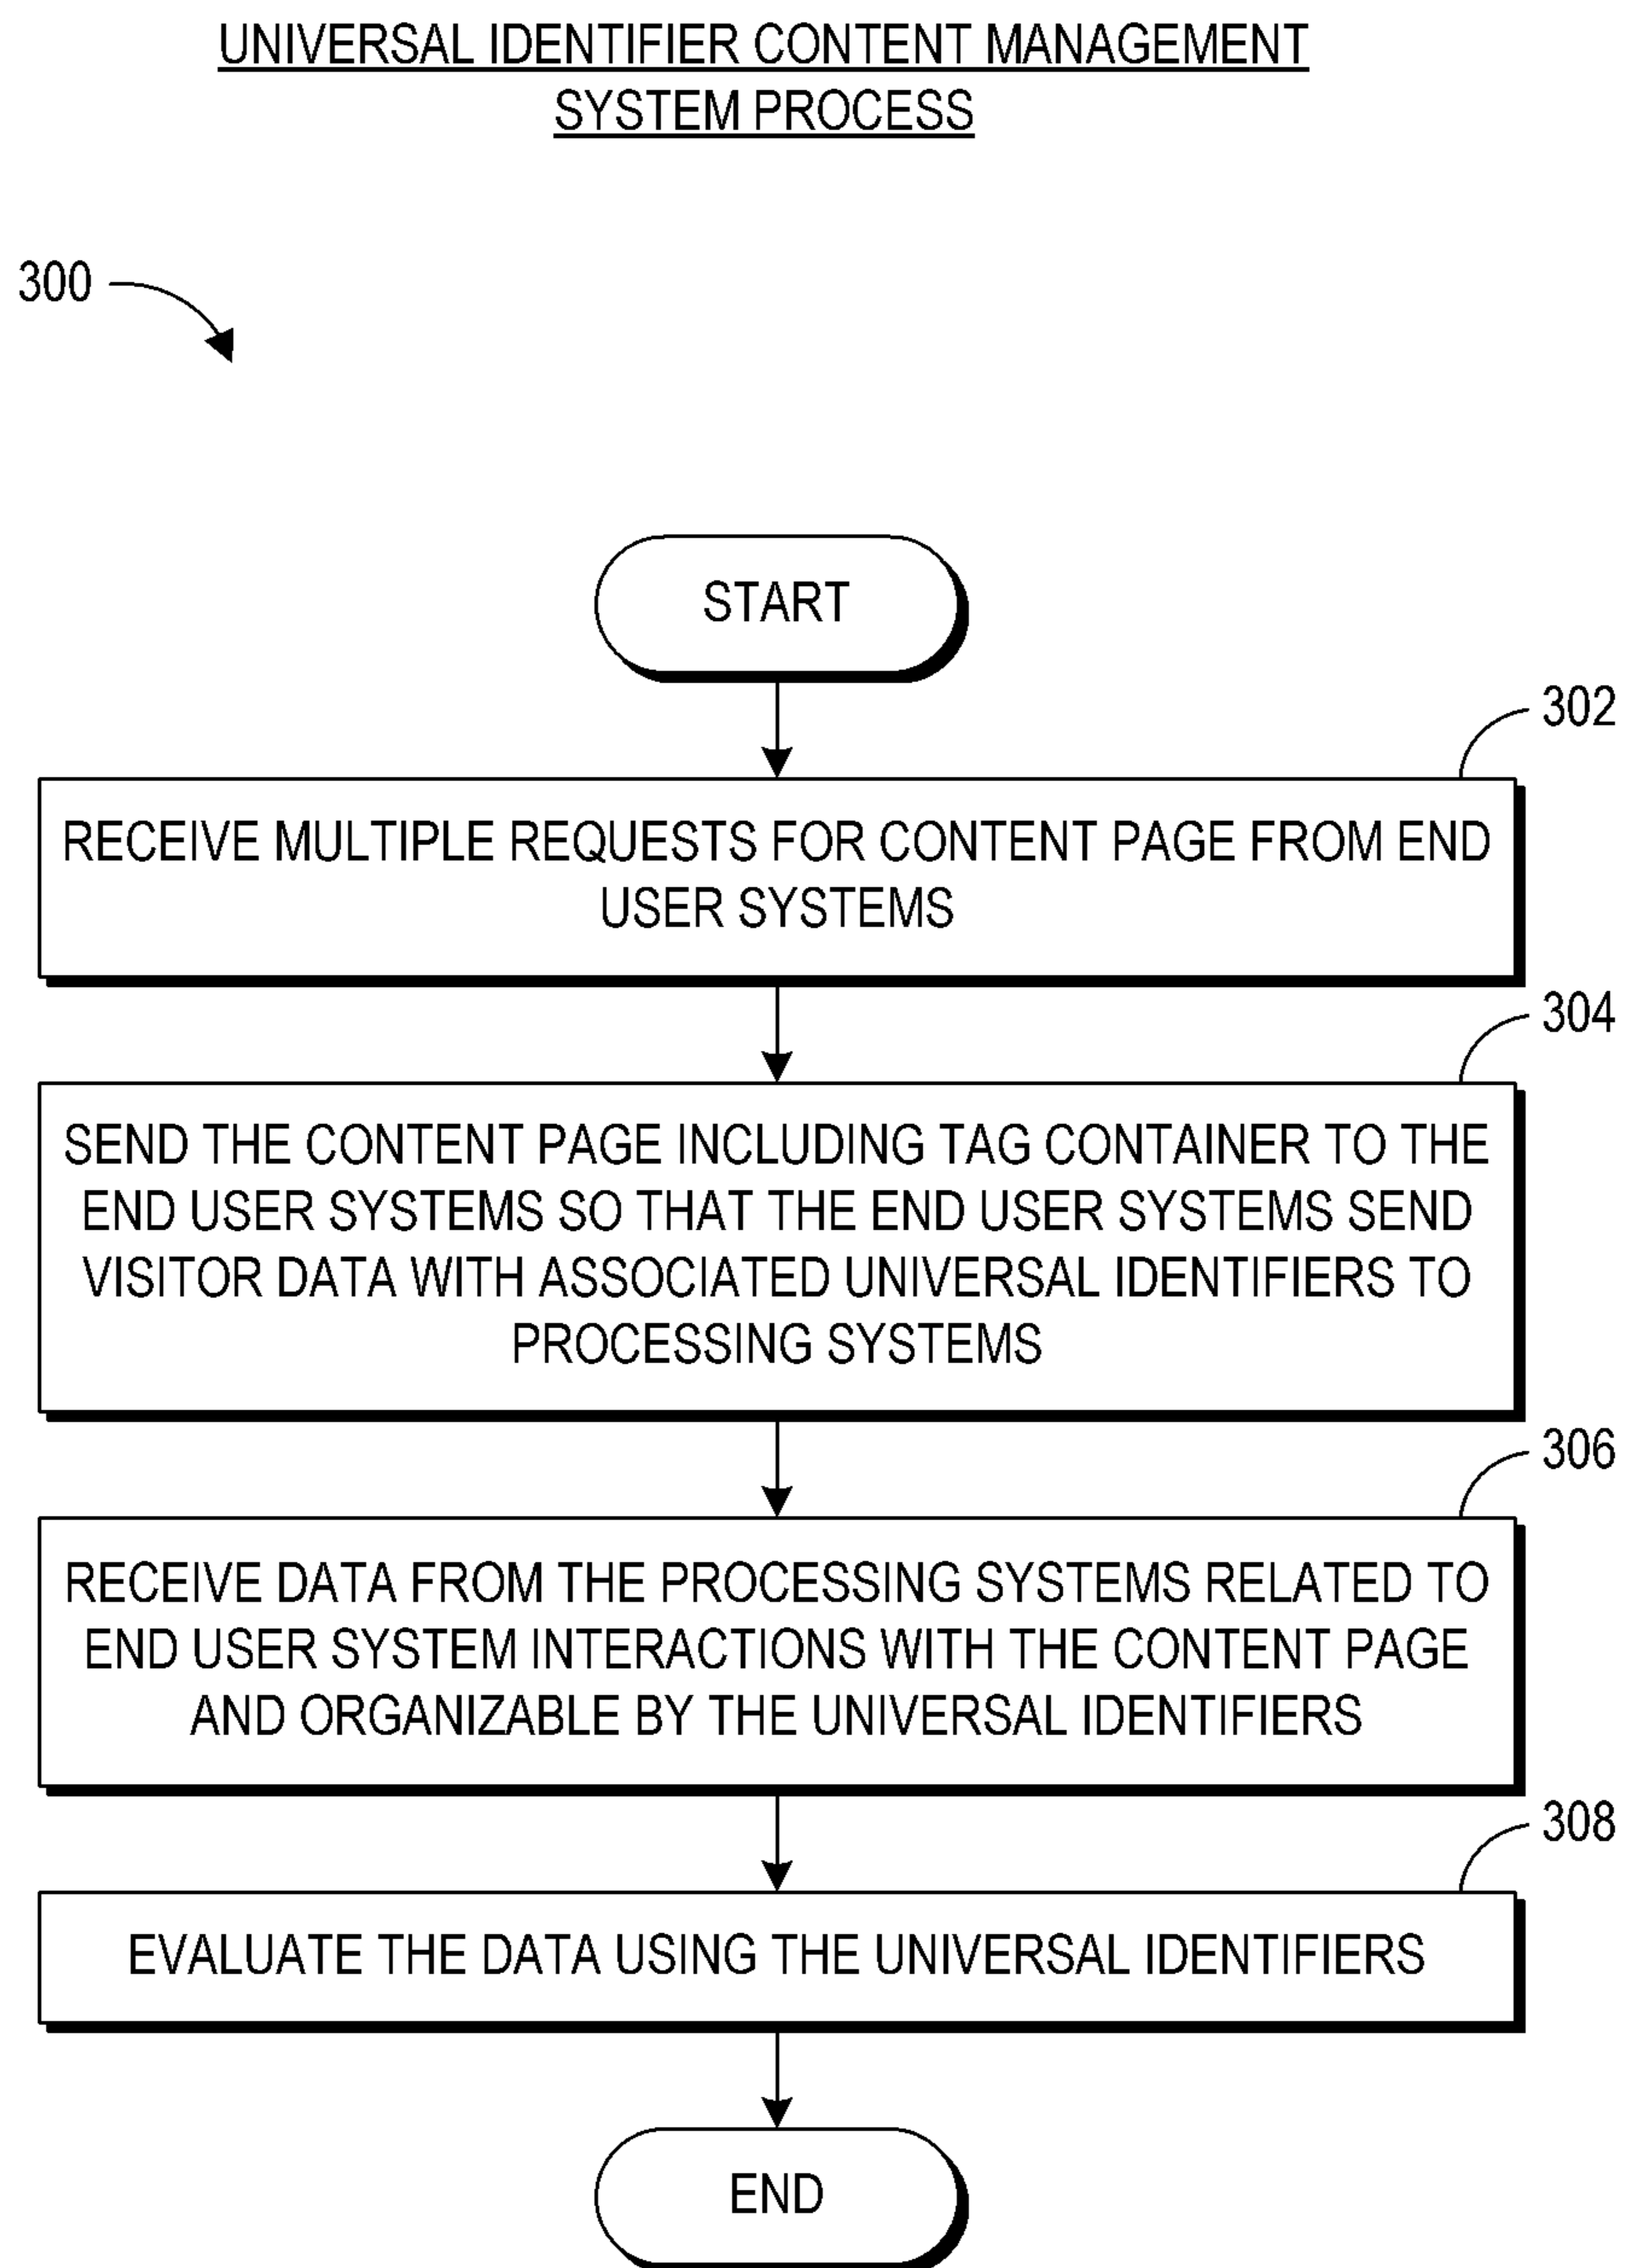 UNIVERSAL IDENTIFIER CONTENT MANAGEMENT
SYSTEM PROCESS
300
START
302
RECEIVE MULTIPLE REQUESTS FOR CONTENT PAGE FROM END
USER SYSTEMS
304
SEND THE CONTENT PAGE INCLUDING TAG CONTAINER TO THE
END USER SYSTEMS SO THAT THE END USER SYSTEMS SEND
VISITOR DATA WITH ASSOCIATED UNIVERSAL IDENTIFIERS TO
PROCESSING SYSTEMS
306
RECEIVE DATA FROM THE PROCESSING SYSTEMS RELATED TO
END USER SYSTEM INTERACTIONS WITH THE CONTENT PAGE
AND ORGANIZABLE BY THE UNIVERSAL IDENTIFIERS
308
EVALUATE THE DATA USING THE UNIVERSAL IDENTIFIERS
END